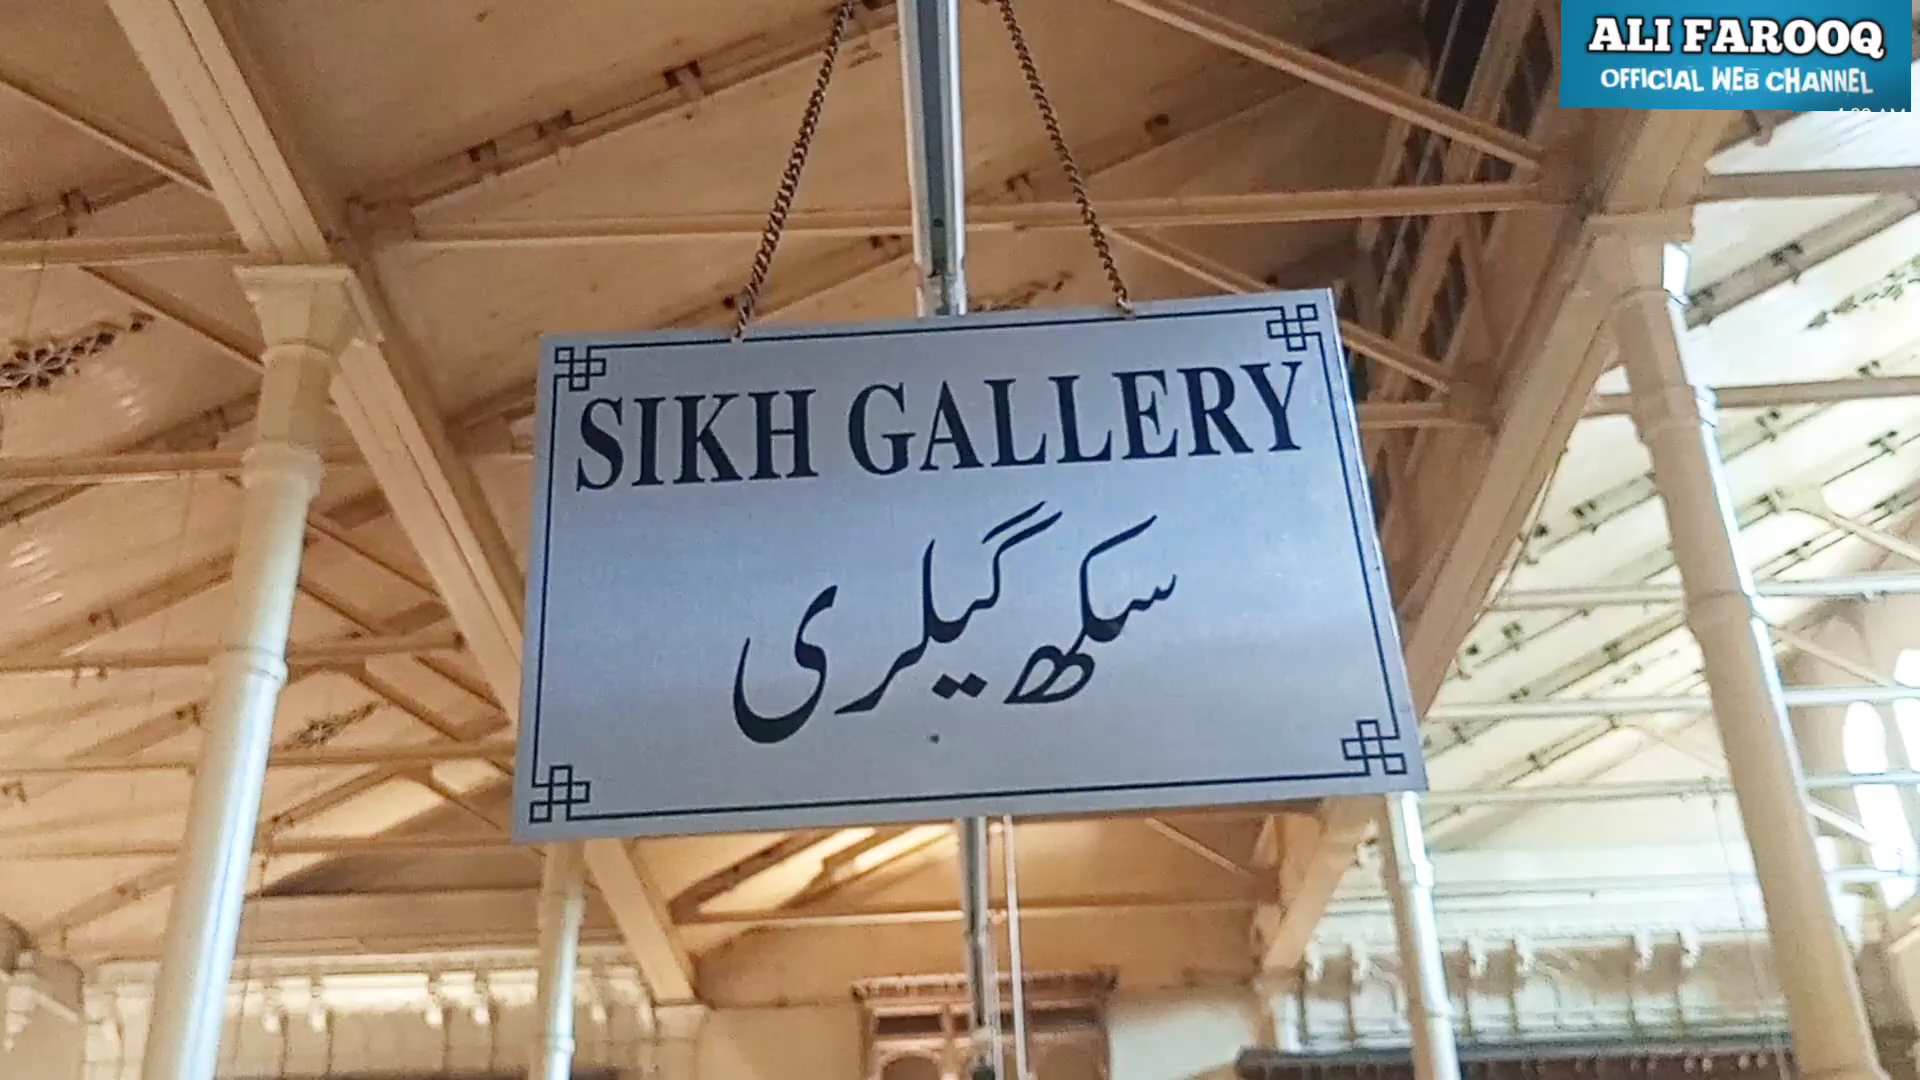 ALI FAROOQ
OFFICIAL WEB CHANNEL
SIKH GALLERY
سکھ گیلری